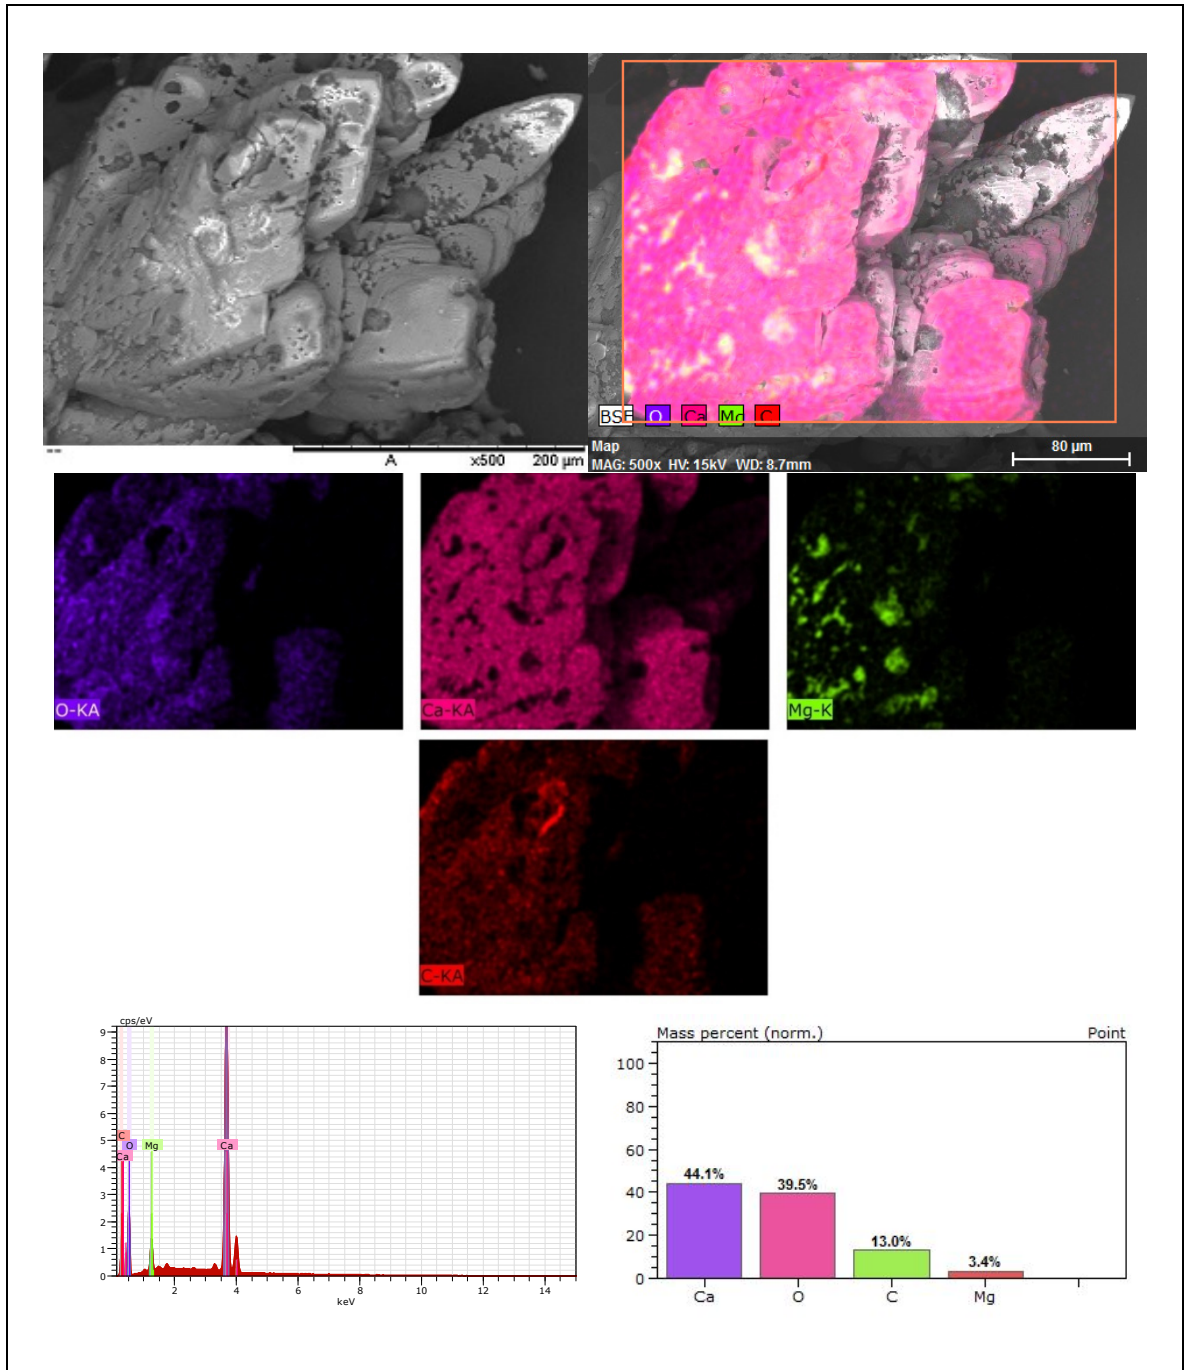 A x500 200 µm
BSE O Ca Mg C
Map
MAG: 500x HV: 15kV WD: 8.7mm
80 µm
O-KA
Ca-KA
Mg-K
C-KA
cps/eV
9
8
7
6
5
4
3
2
1
0
C
O
Mg
Ca
Ca
2 4 6 8 10 12 14
keV
Mass percent (norm.) Point
100
80
60
40
20
0
44.1%
39.5%
13.0%
3.4%
Ca O C Mg